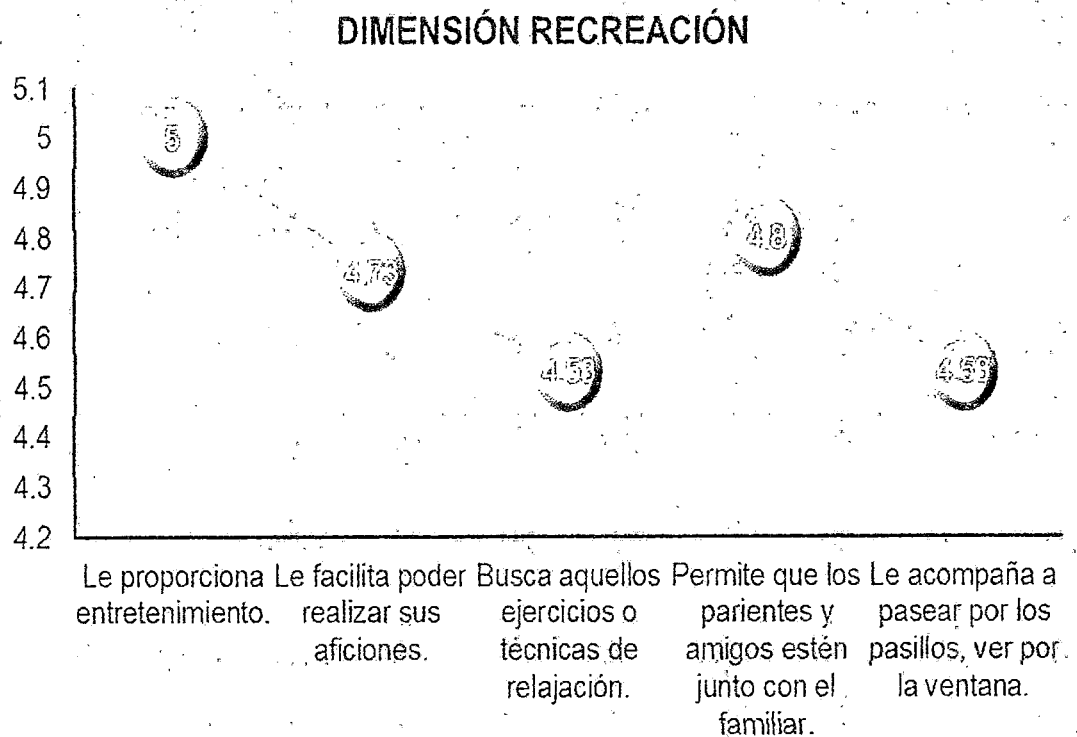 DIMENSIÓN RECREACIÓN
5.1
5
4.9
4.8
4.7
4.6
4.5
4.4
4.3
4.2
5
4.73
4.53
4.8
4.53
Le proporciona
entretenimiento.
Le facilita poder
realizar sus
aficiones.
Busca aquellos
ejercicios o
técnicas de
relajación.
Permite que los
parientes y
amigos estén
junto con el
familiar.
Le acompaña a
pasear por los
pasillos, ver por
la ventana.